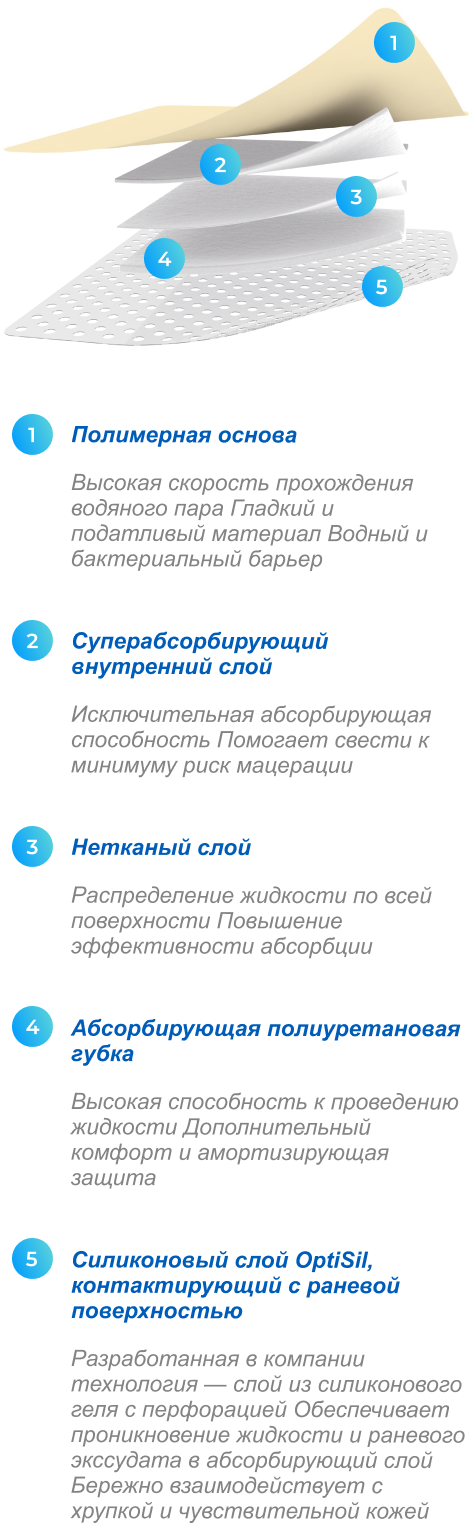 1
2
3
4
5
1
Полимерная основа
Высокая скорость прохождения
водяного пара Гладкий и
податливый материал Водный и
бактериальный барьер
2
Суперабсорбирующий
внутренний слой
Исключительная абсорбирующая
способность Помогает свести к
минимуму риск мацерации
3
Нетканый слой
Распределение жидкости по всей
поверхности Повышение
эффективности абсорбции
4
Абсорбирующая полиуретановая
губка
Высокая способность к проведению
жидкости Дополнительный
комфорт и амортизирующая
защита
5
Силиконовый слой OptiSil,
контактирующий с раневой
поверхностью
Разработанная в компании
технология — слой из силиконового
геля с перфорацией Обеспечивает
проникновение жидкости и раневого
экссудата в абсорбирующий слой
Бережно взаимодействует с
хрупкой и чувствительной кожей